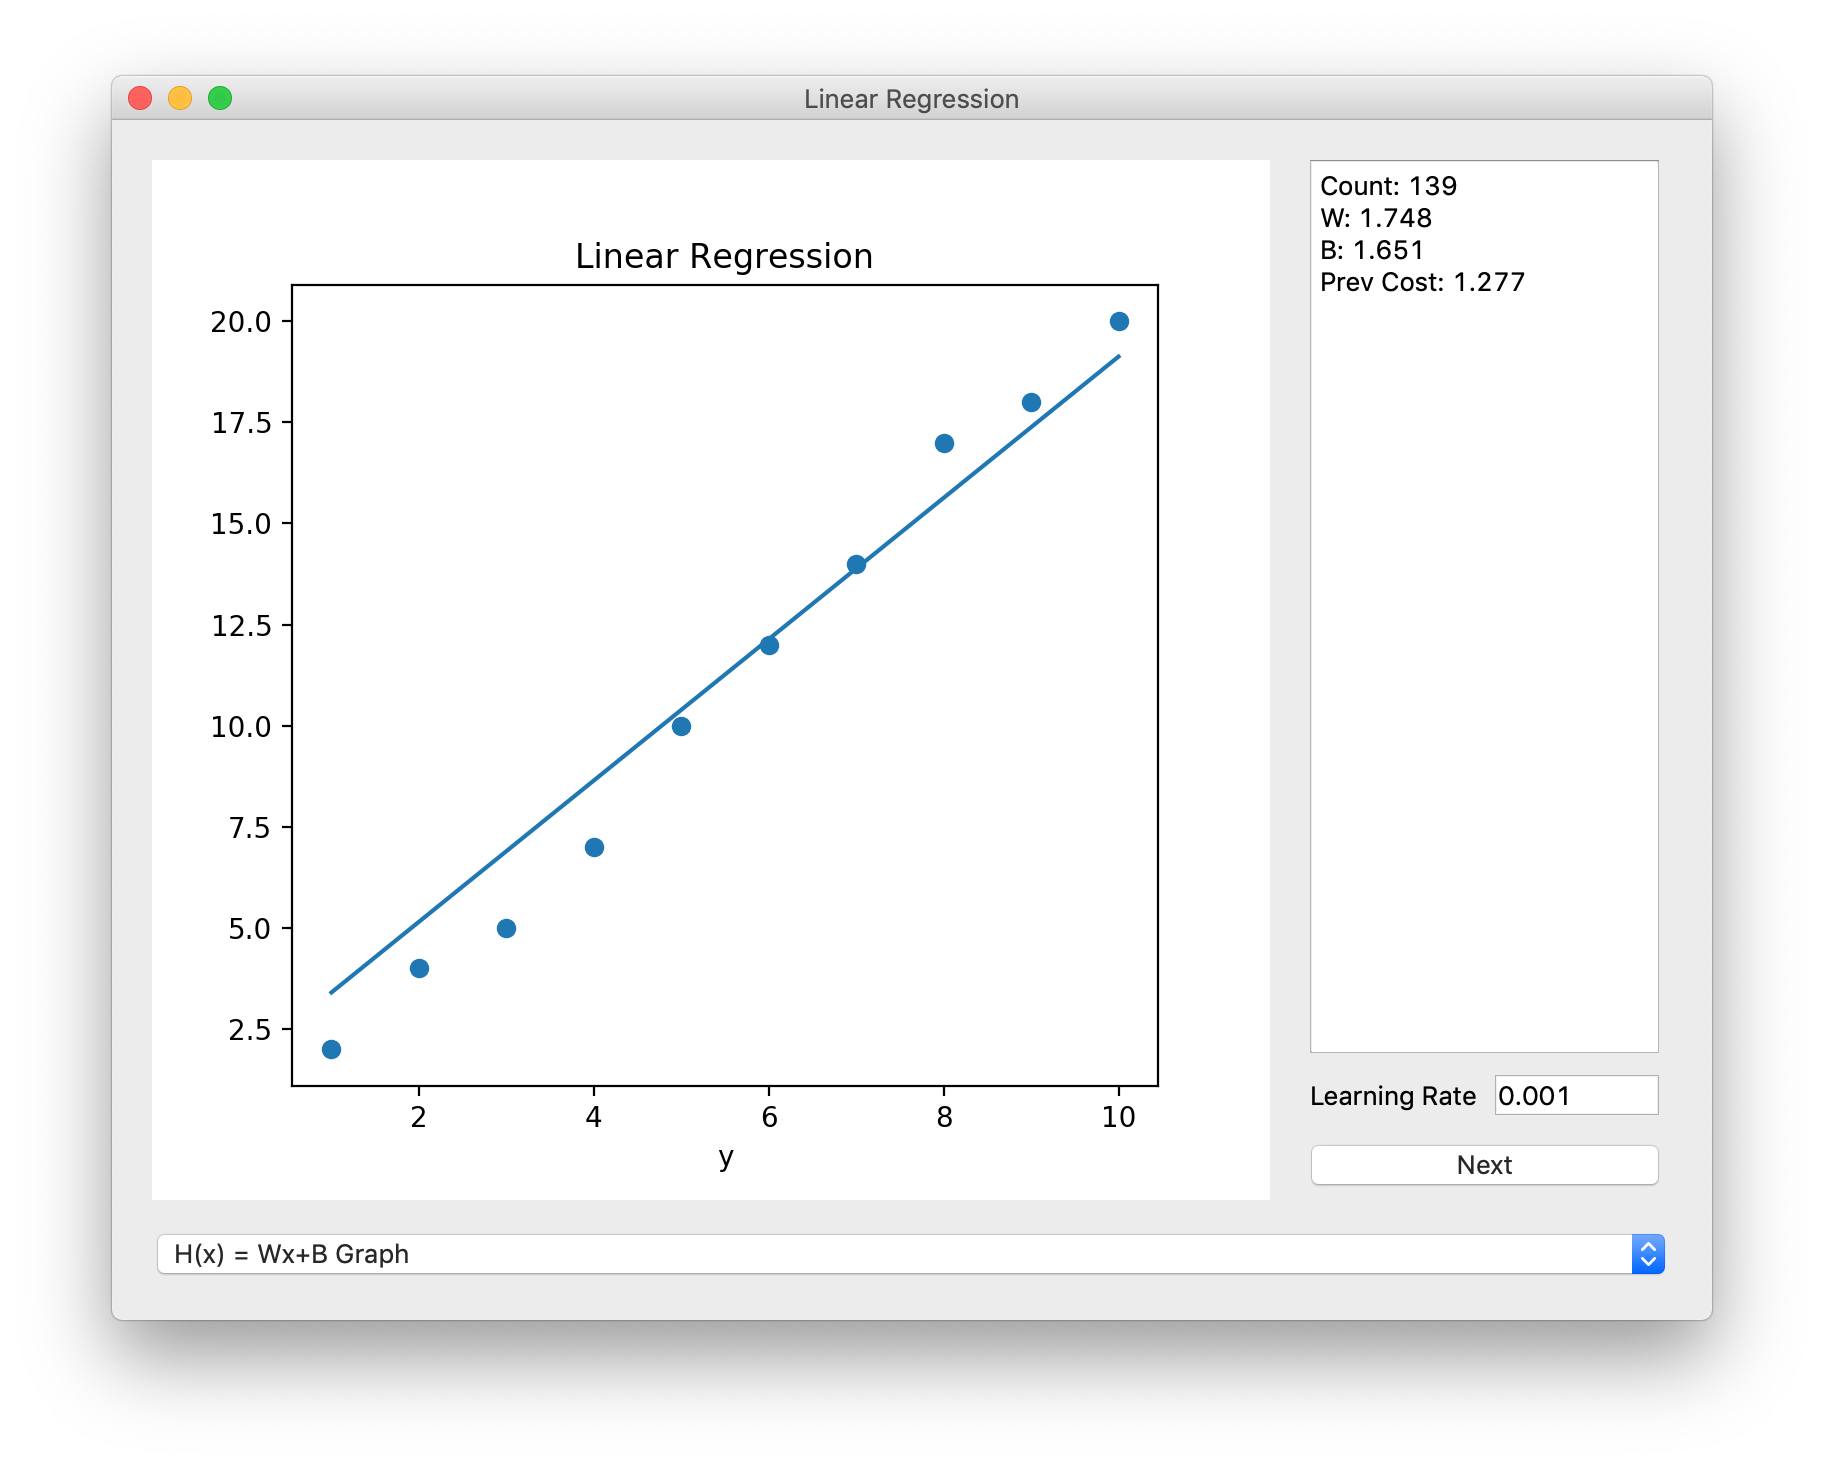 Linear Regression
Linear Regression
20.0
17.5
15.0
12.5
10.0
7.5
5.0
2.5
2 4 6 8 10
y
Count: 139
W: 1.748
B: 1.651
Prev Cost: 1.277
Learning Rate 0.001
Next
H(x) = Wx+B Graph